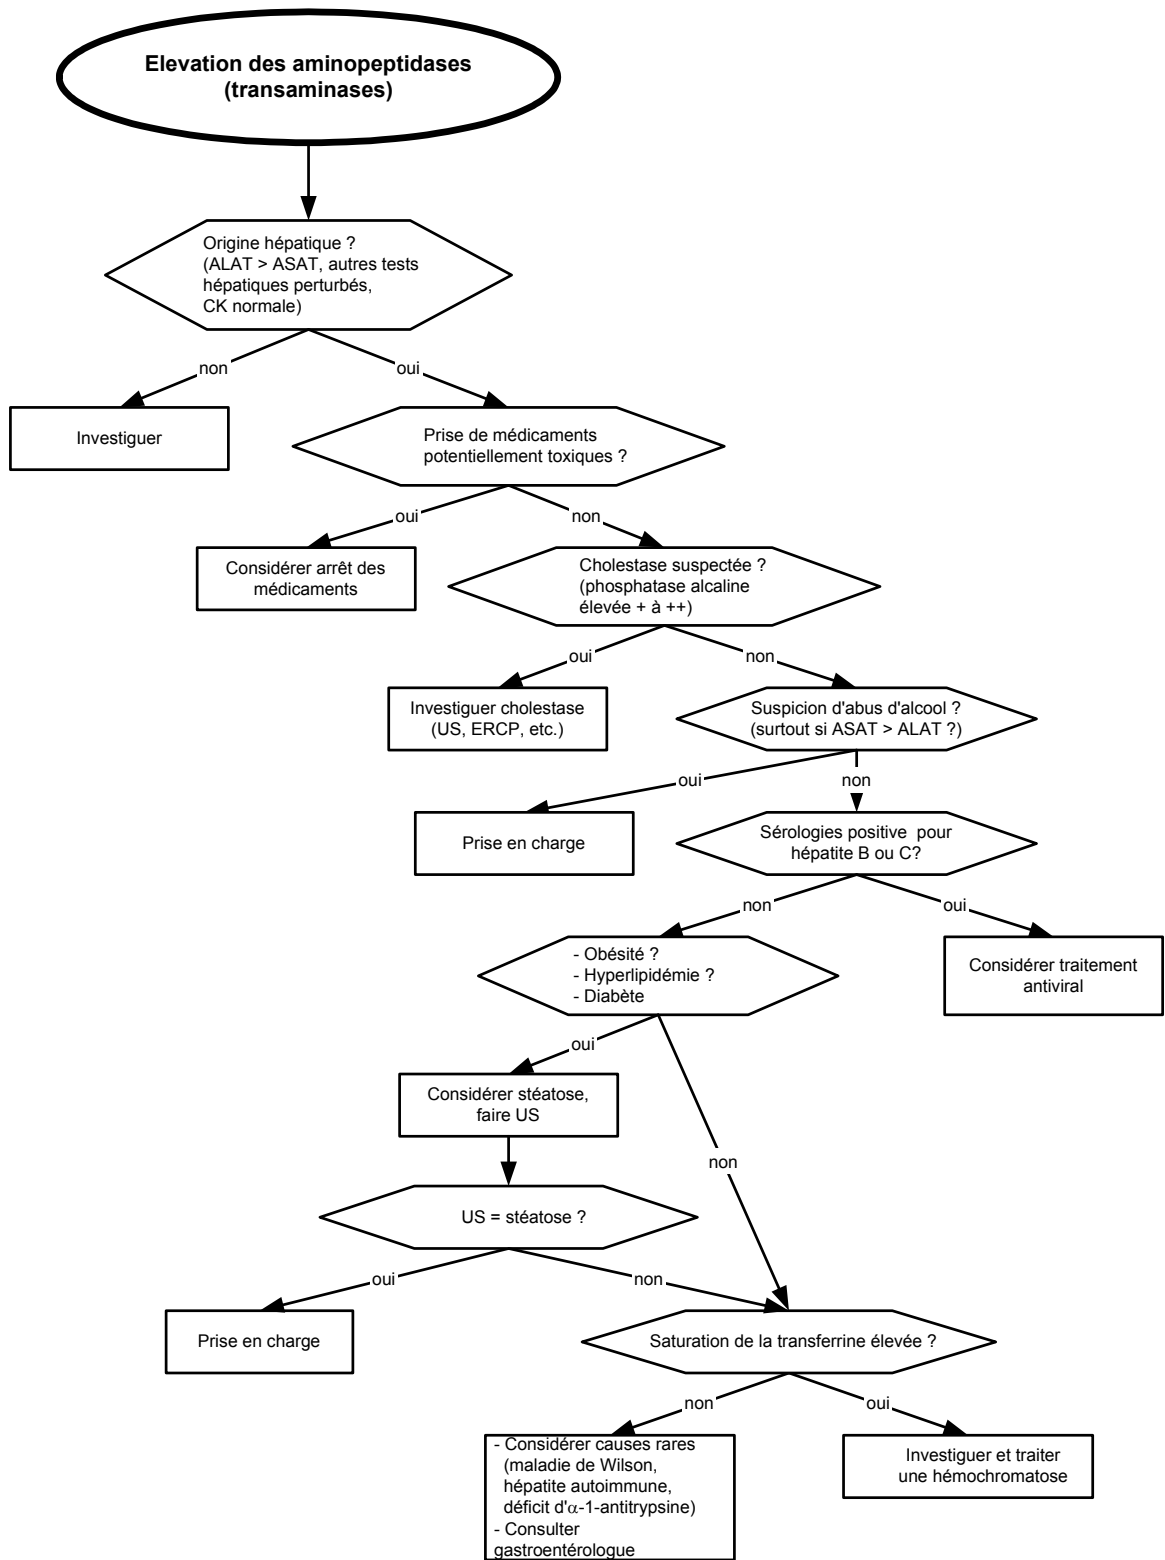 Elevation des aminopeptidases
(transaminases)
Origine hépatique ?
(ALAT > ASAT, autres tests
hépatiques perturbés,
CK normale)
non
oui
Investiguer
Prise de médicaments
potentiellement toxiques ?
oui
non
Considérer arrêt des
médicaments
Cholestase suspectée ?
(phosphatase alcaline
élevée + à ++)
oui
non
Investiguer cholestase
(US, ERCP, etc.)
Suspicion d'abus d'alcool ?
(surtout si ASAT > ALAT ?)
oui
non
Prise en charge
Sérologies positive pour
hépatite B ou C?
non
oui
- Obésité ?
- Hyperlipidémie ?
- Diabète
Considérer traitement
antiviral
oui
Considérer stéatose,
faire US
non
US = stéatose ?
oui
non
Prise en charge
Saturation de la transferrine élevée ?
non
oui
- Considérer causes rares
(maladie de Wilson,
hépatite autoimmune,
déficit d'α-1-antitrypsine)
- Consulter
gastroentérologue
Investiguer et traiter
une hémochromatose